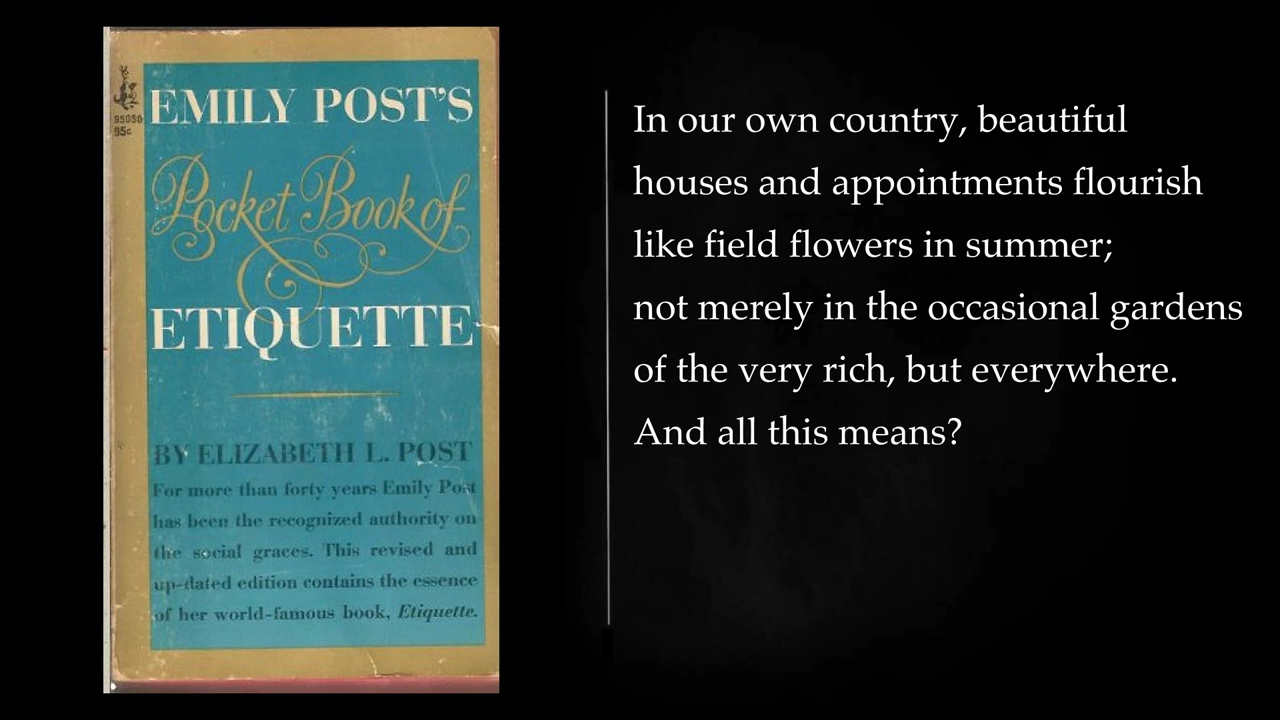 95050
95c
EMILY POST'S
Pocket Book of
ETIQUETTE
BY ELIZABETH L. POST
For more than forty years Emily Post
has been the recognized authority on
the social graces. This revised and
up-dated edition contains the essence
of her world-famous book, Etiquette.
In our own country, beautiful
houses and appointments flourish
like field flowers in summer;
not merely in the occasional gardens
of the very rich, but everywhere.
And all this means?